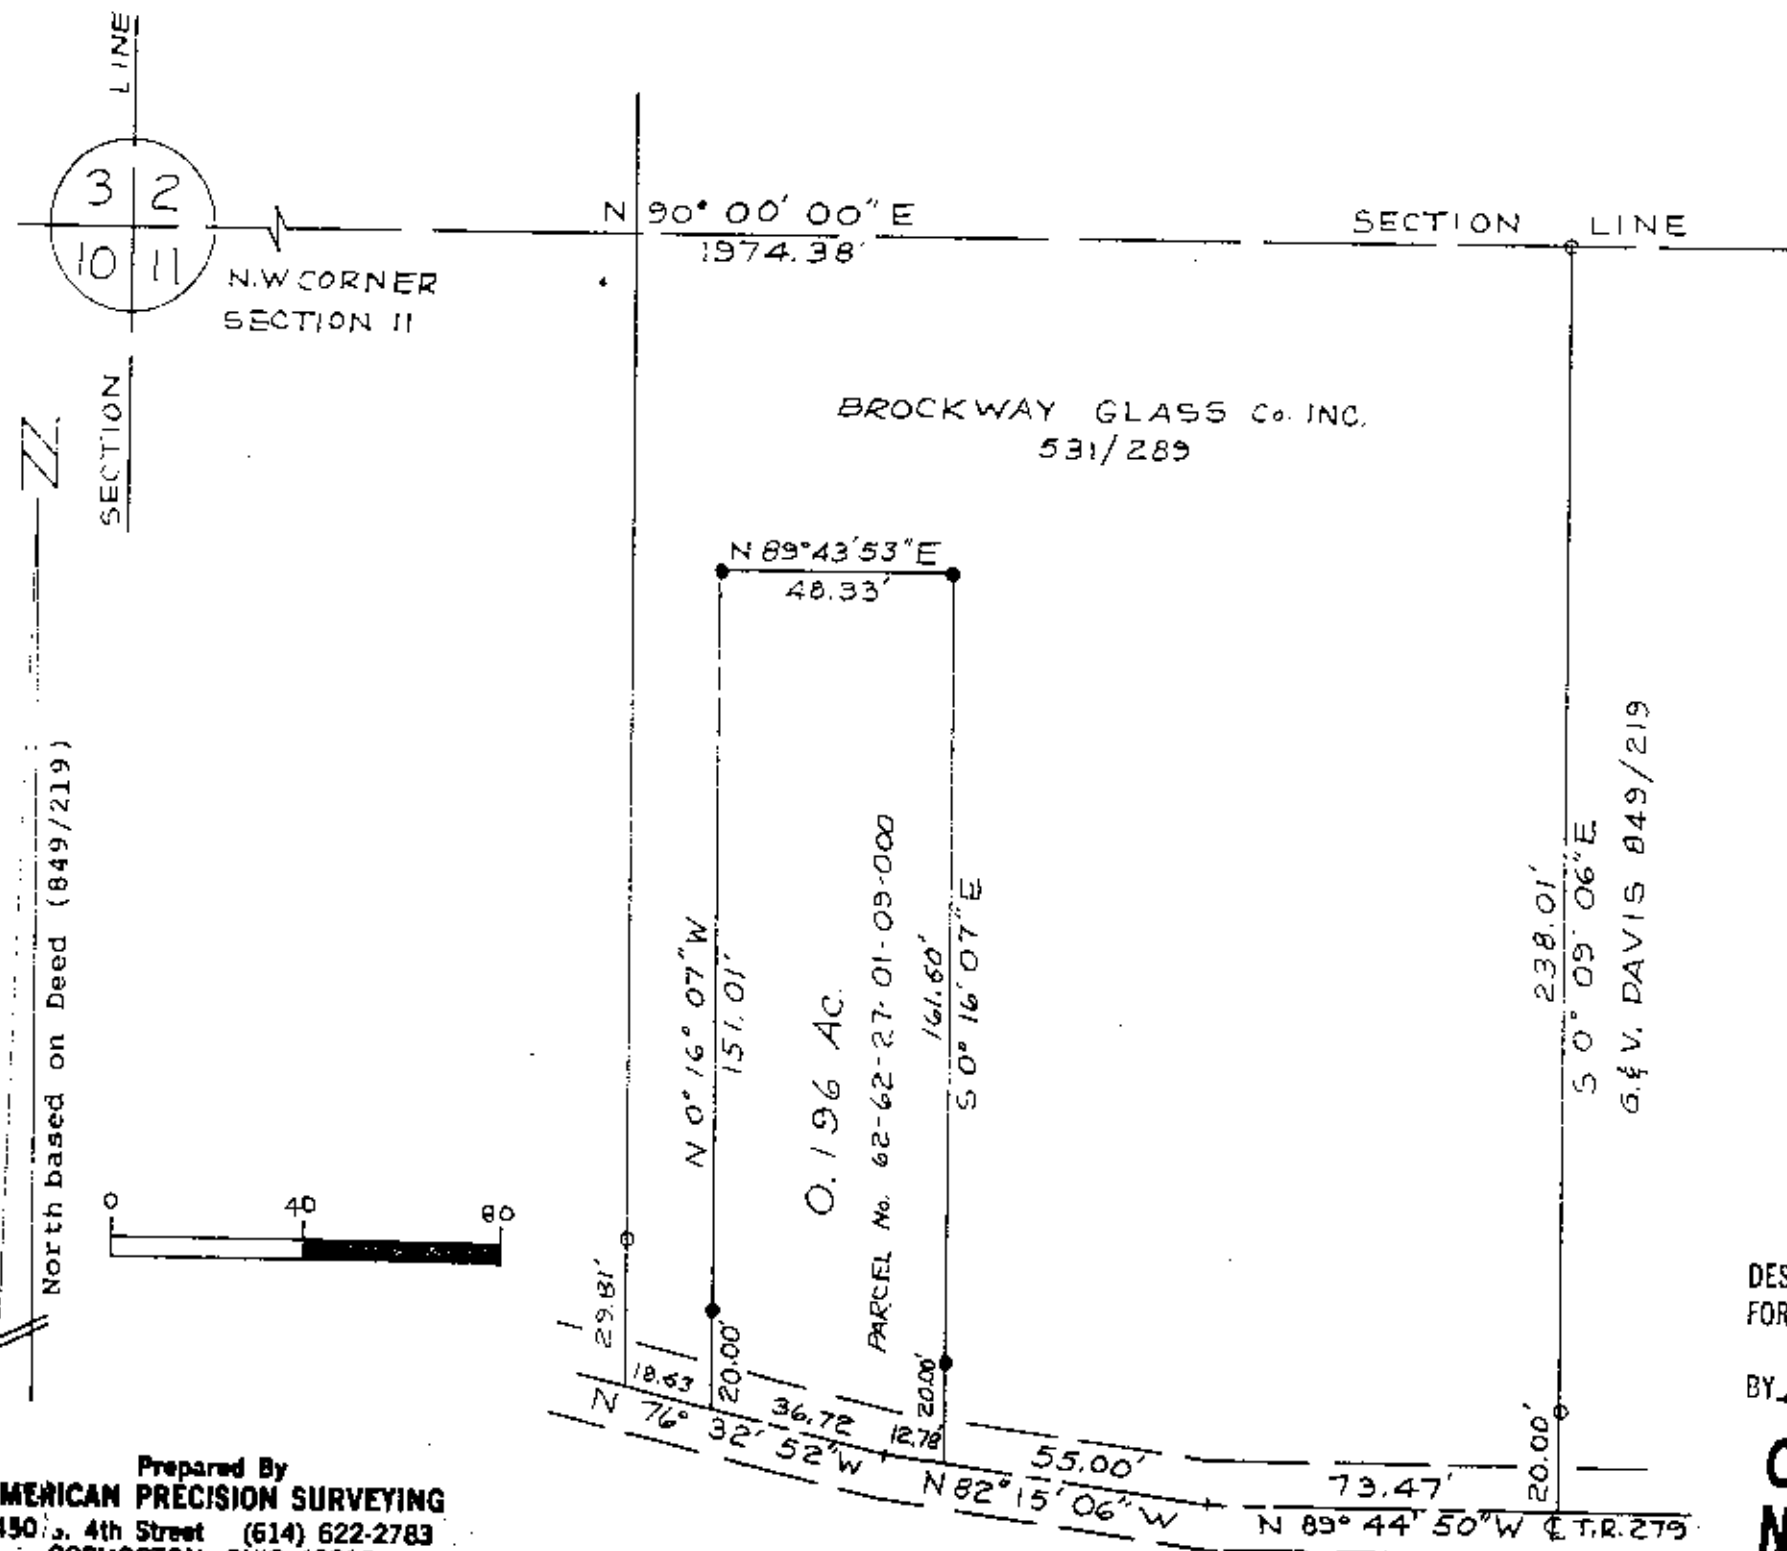 LINE
3 2
10 11
N.W CORNER
SECTION 11
SECTION
N 90° 00' 00" E
1974.38'
SECTION LINE
BROCKWAY GLASS Co. INC.
531/289
N 89° 43' 53" E
48.33'
N 0° 16° 07" W
151.01'
0.196 AC.
PARCEL No. 62-62-27-01-09-000
161.60'
S 0° 16' 07" E
238.01'
S 0° 09' 06" E
G. & V. DAVIS 849/219
North based on Deed (849/219)
0 40 80
29.81'
20.00'
20.00'
20.00'
18.63
36.72
12.78'
55.00'
73.47'
N 76° 32' 52" W
N 82° 15' 06" W
N 89° 44' 50" W ℄ T.R. 279
Prepared By
MERICAN PRECISION SURVEYING
4th Street (614) 622-2783
DES
FOR
BY